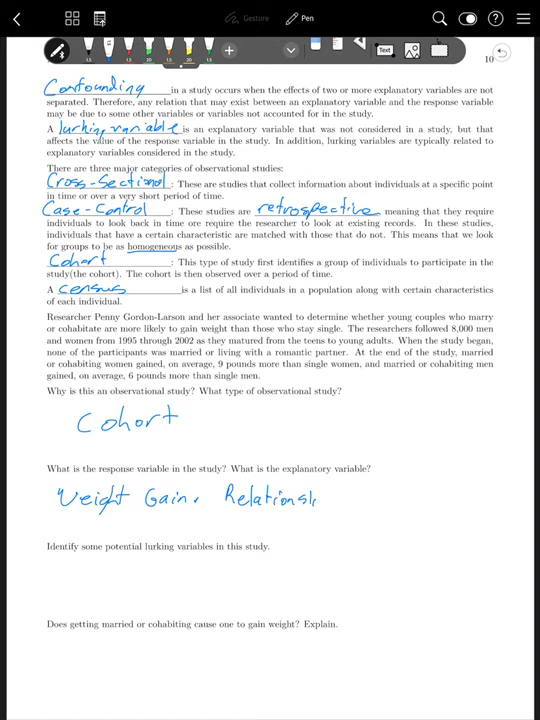 Gesture
Pen
1.5 1.5 20 1.5 20 1.5
Text
10
Confounding in a study occurs when the effects of two or more explanatory variables are not
separated. Therefore, any relation that may exist between an explanatory variable and the response variable
may be due to some other variables or variables not accounted for in the study.
A lurking variable is an explanatory variable that was not considered in a study, but that
affects the value of the response variable in the study. In addition, lurking variables are typically related to
explanatory variables considered in the study.
There are three major categories of observational studies:
Cross-Sectional : These are studies that collect information about individuals at a specific point
in time or over a very short period of time.
Case-Control : These studies are retrospective meaning that they require
individuals to look back in time ore require the researcher to look at existing records. In these studies,
individuals that have a certain characteristic are matched with those that do not. This means that we look
for groups to be as homogeneous as possible.
Cohort : This type of study first identifies a group of individuals to participate in the
study(the cohort). The cohort is then observed over a period of time.
A census is a list of all individuals in a population along with certain characteristics
of each individual.
Researcher Penny Gordon-Larson and her associate wanted to determine whether young couples who marry
or cohabitate are more likely to gain weight than those who stay single. The researchers followed 8,000 men
and women from 1995 through 2002 as they matured from the teens to young adults. When the study began,
none of the participants was married or living with a romantic partner. At the end of the study, married
or cohabiting women gained, on average, 9 pounds more than single women, and married or cohabiting men
gained, on average, 6 pounds more than single men.
Why is this an observational study? What type of observational study?
Cohort
What is the response variable in the study? What is the explanatory variable?
Weight Gain. Relationsh
Identify some potential lurking variables in this study.
Does getting married or cohabiting cause one to gain weight? Explain.